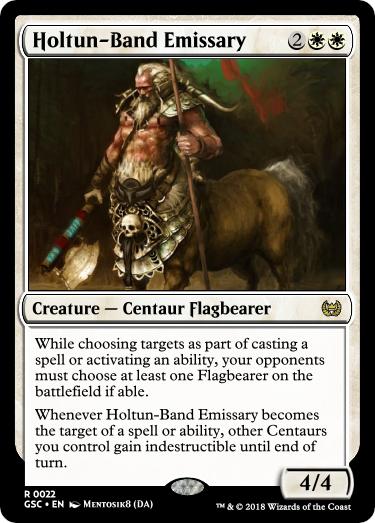 Holtun-Band Emissary 2
Creature — Centaur Flagbearer
While choosing targets as part of casting a
spell or activating an ability, your opponents
must choose at least one Flagbearer on the
battlefield if able.
Whenever Holtun-Band Emissary becomes
the target of a spell or ability, other Centaurs
you control gain indestructible until end of
turn.
4/4
R 0022
GSC • EN Mentosik8 (DA)
™ & © 2018 Wizards of the Coast